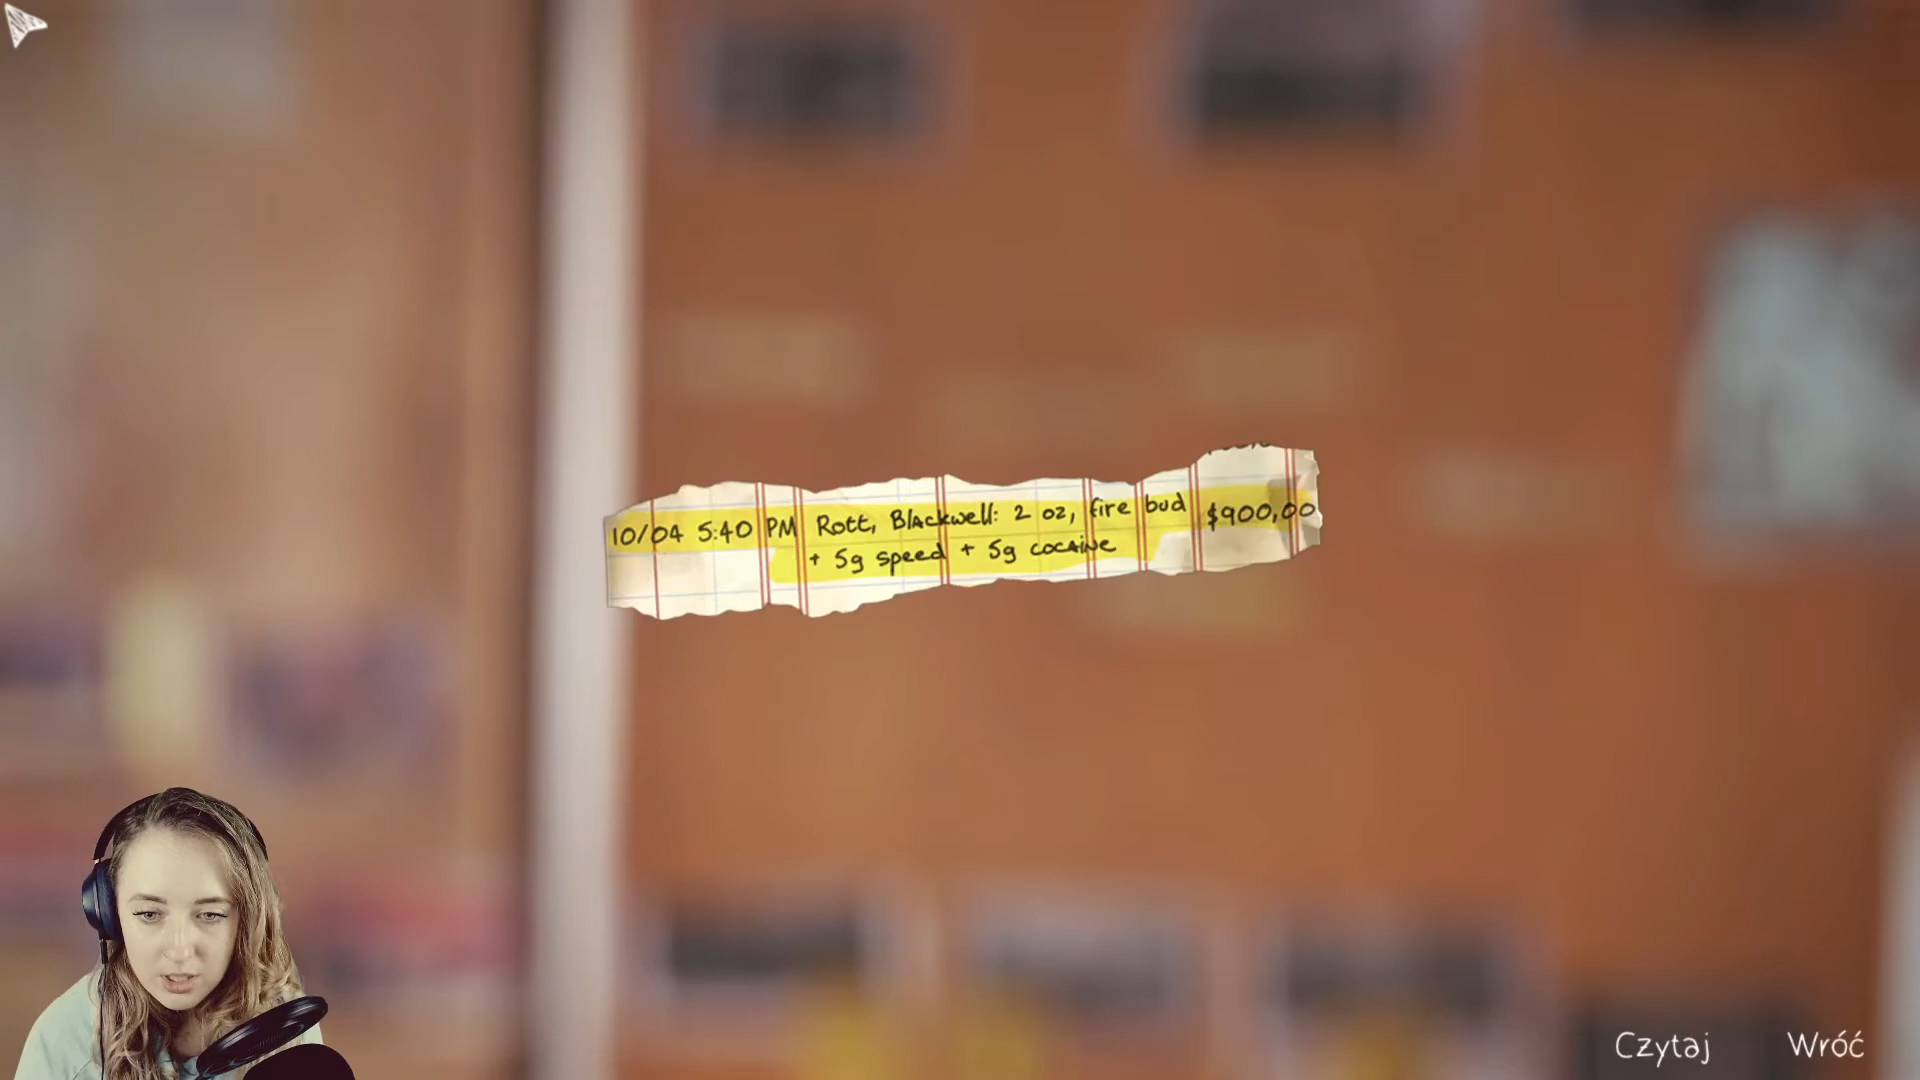 10/04 5:40 PM Rott, Blackwell: 2 oz, fire bud $900,00
+ 5g speed + 5g cocaine
Czytaj Wróć